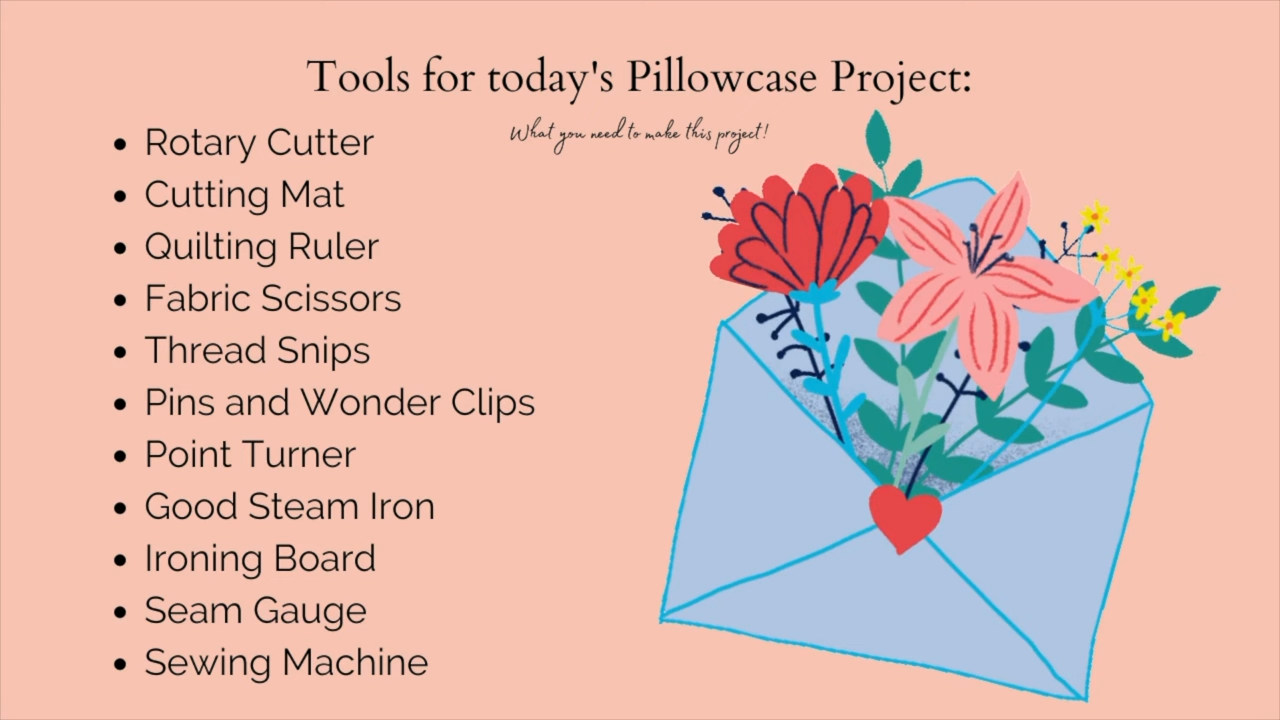 Tools for today's Pillowcase Project:
What you need to make this project!
• Rotary Cutter
• Cutting Mat
• Quilting Ruler
• Fabric Scissors
• Thread Snips
• Pins and Wonder Clips
• Point Turner
• Good Steam Iron
• Ironing Board
• Seam Gauge
• Sewing Machine